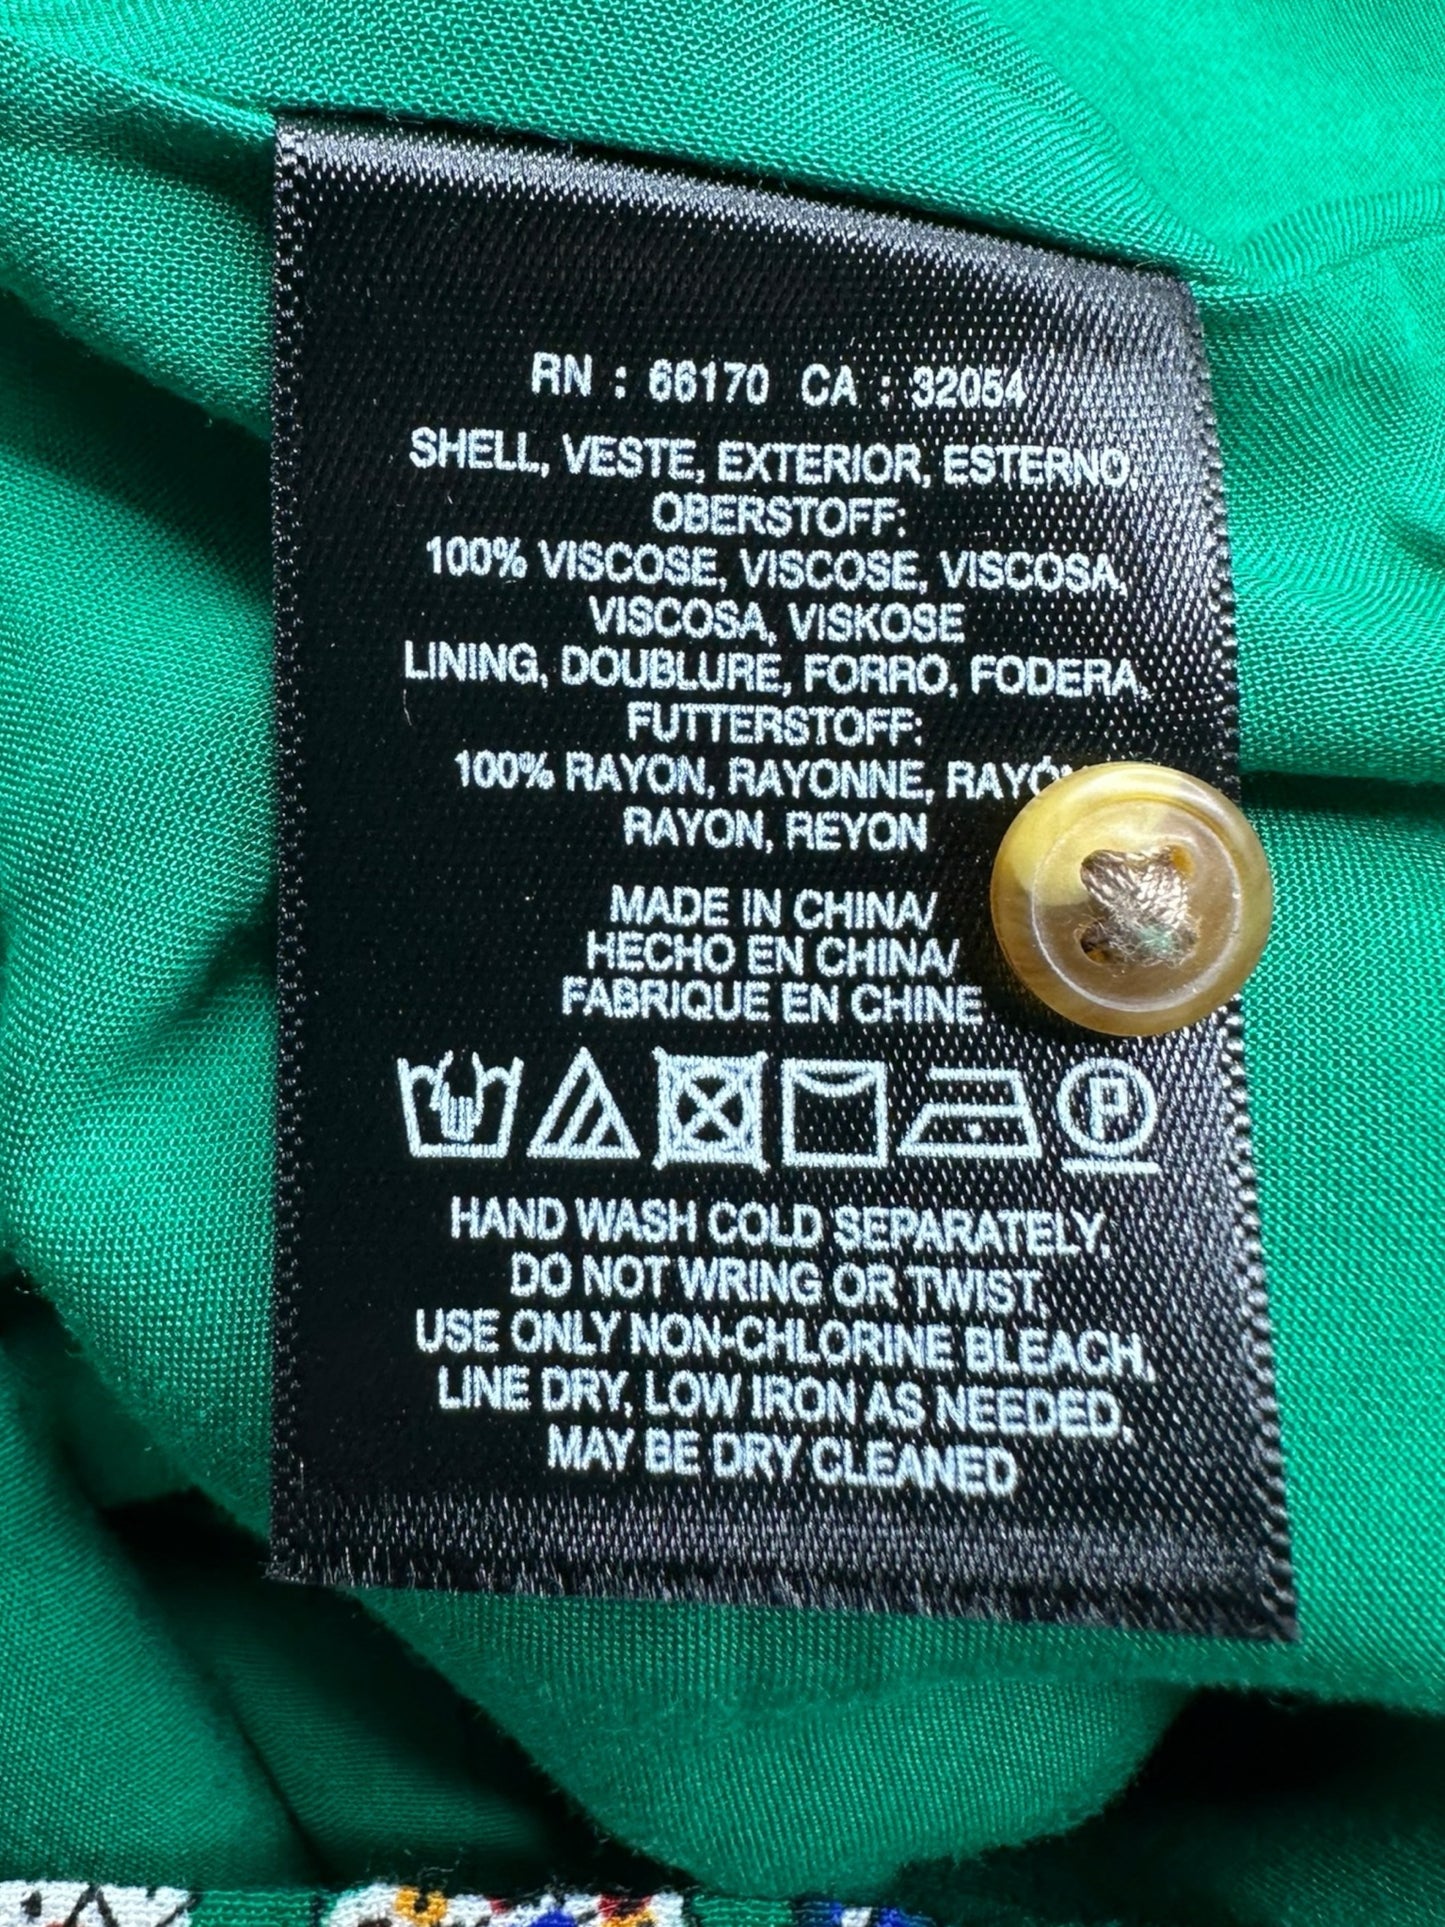 RN : 66170 CA : 32054
SHELL, VESTE, EXTERIOR, ESTERNO,
OBERSTOFF:
100% VISCOSE, VISCOSE, VISCOSA,
VISCOSA, VISKOSE
LINING, DOUBLURE, FORRO, FODERA,
FUTTERSTOFF:
100% RAYON, RAYONNE,
RAYON, REYON
MADE IN CHINA/
HECHO EN CHINA/
FABRIQUE EN CHINE
P
HAND WASH COLD SEPARATELY,
DO NOT WRING OR TWIST,
USE ONLY NON-CHLORINE BLEACH,
LINE DRY, LOW IRON AS NEEDED,
MAY BE DRY CLEANED